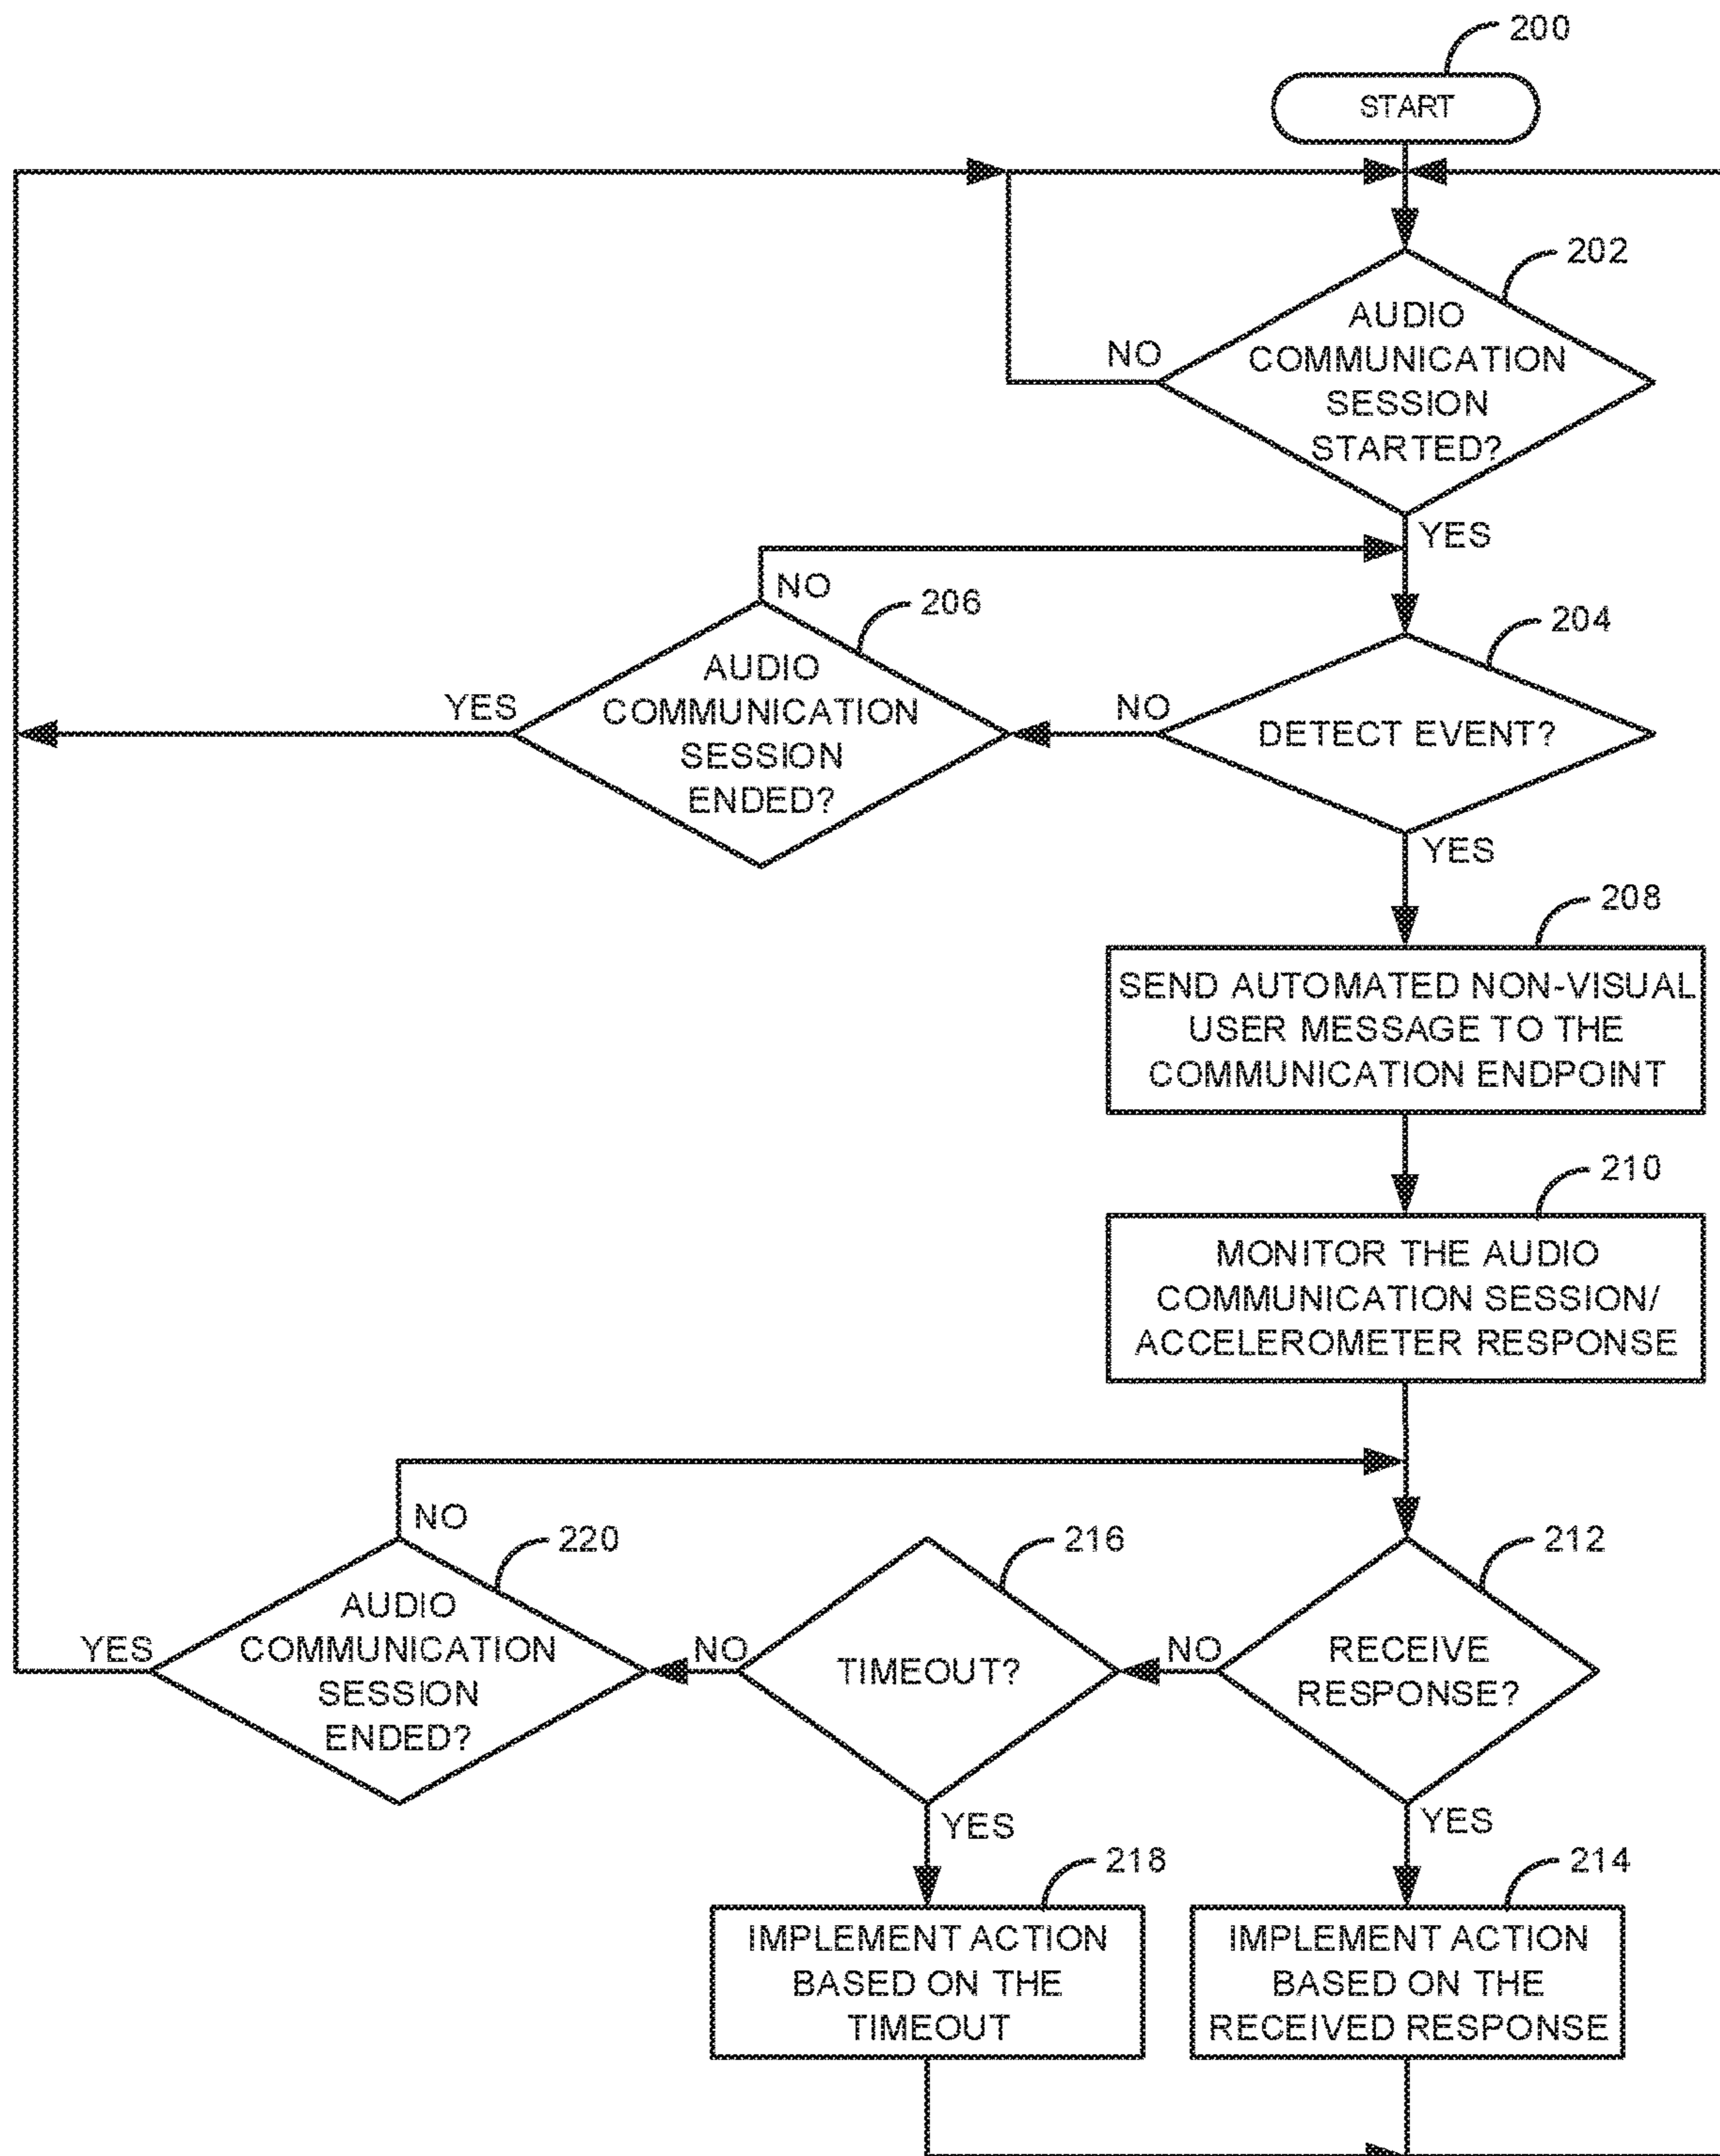 200
START
202
AUDIO
COMMUNICATION
SESSION
STARTED?
NO
YES
NO
206
204
AUDIO
COMMUNICATION
SESSION
ENDED?
YES
NO
DETECT EVENT?
YES
208
SEND AUTOMATED NON-VISUAL
USER MESSAGE TO THE
COMMUNICATION ENDPOINT
210
MONITOR THE AUDIO
COMMUNICATION SESSION/
ACCELEROMETER RESPONSE
NO
220
216
212
AUDIO
COMMUNICATION
SESSION
ENDED?
YES
NO
TIMEOUT?
NO
RECEIVE
RESPONSE?
YES
YES
218
214
IMPLEMENT ACTION
BASED ON THE
TIMEOUT
IMPLEMENT ACTION
BASED ON THE
RECEIVED RESPONSE